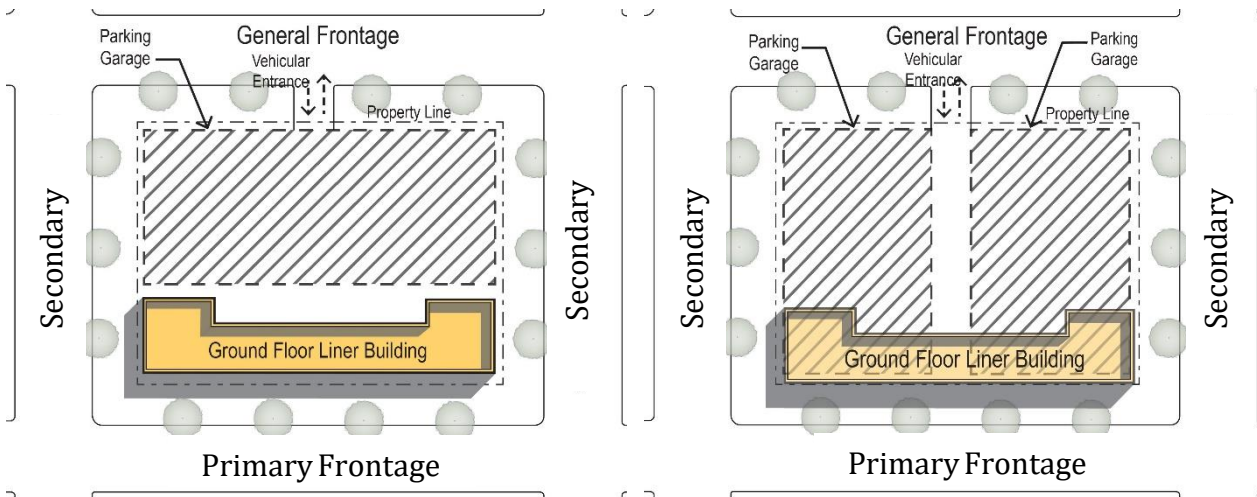 Parking
Garage
General Frontage
Vehicular
Entrance
Property Line
Secondary
Secondary
Ground Floor Liner Building
Primary Frontage
Parking
Garage
General Frontage
Vehicular
Entrance
Parking
Garage
Property Line
Secondary
Secondary
Ground Floor Liner Building
Primary Frontage